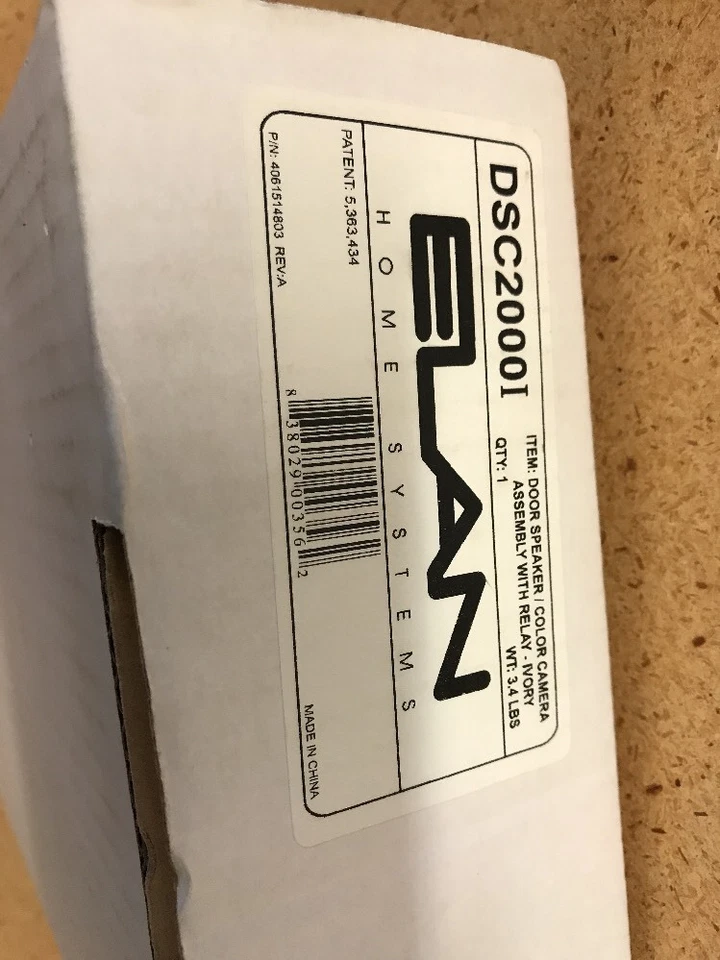 DSC2000I
ITEM: DOOR SPEAKER / COLOR CAMERA
ASSEMBLY WITH RELAY - IVORY
QTY: 1 WT: 3.4 LBS
ELAN
HOME SYSTEMS
PATENT: 5,363,434
8 38029 00356 2
P/N: 4061514803 REV:A
MADE IN CHINA